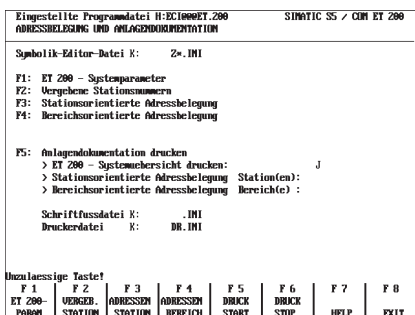 Eingestellte Programmdatei H:ECI@@@ET.200 SIMATIC S5 / COM ET 200
ADRESSBELEGUNG UND ANLAGENDOKUMENTATION
Symbolik-Editor-Datei K: Z*.INI
F1: ET 200 - Systemparameter
F2: Vergebene Stationsnummern
F3: Stationsorientierte Adressbelegung
F4: Bereichsorientierte Adressbelegung
F5: Anlagendokumentation drucken
> ET 200 - Systemuebersicht drucken: J
> Stationsorientierte Adressbelegung Station(en):
> Bereichsorientierte Adressbelegung Bereich(e) :
Schriftfussdatei K: .INI
Druckerdatei K: DR.INI
Unzulaessige Taste!
F 1 F 2 F 3 F 4 F 5 F 6 F 7 F 8
ET 200- VERGEB. ADRESSEN ADRESSEN DRUCK DRUCK
PARAM STATION STATION BEREICH START STOP HELP EXIT